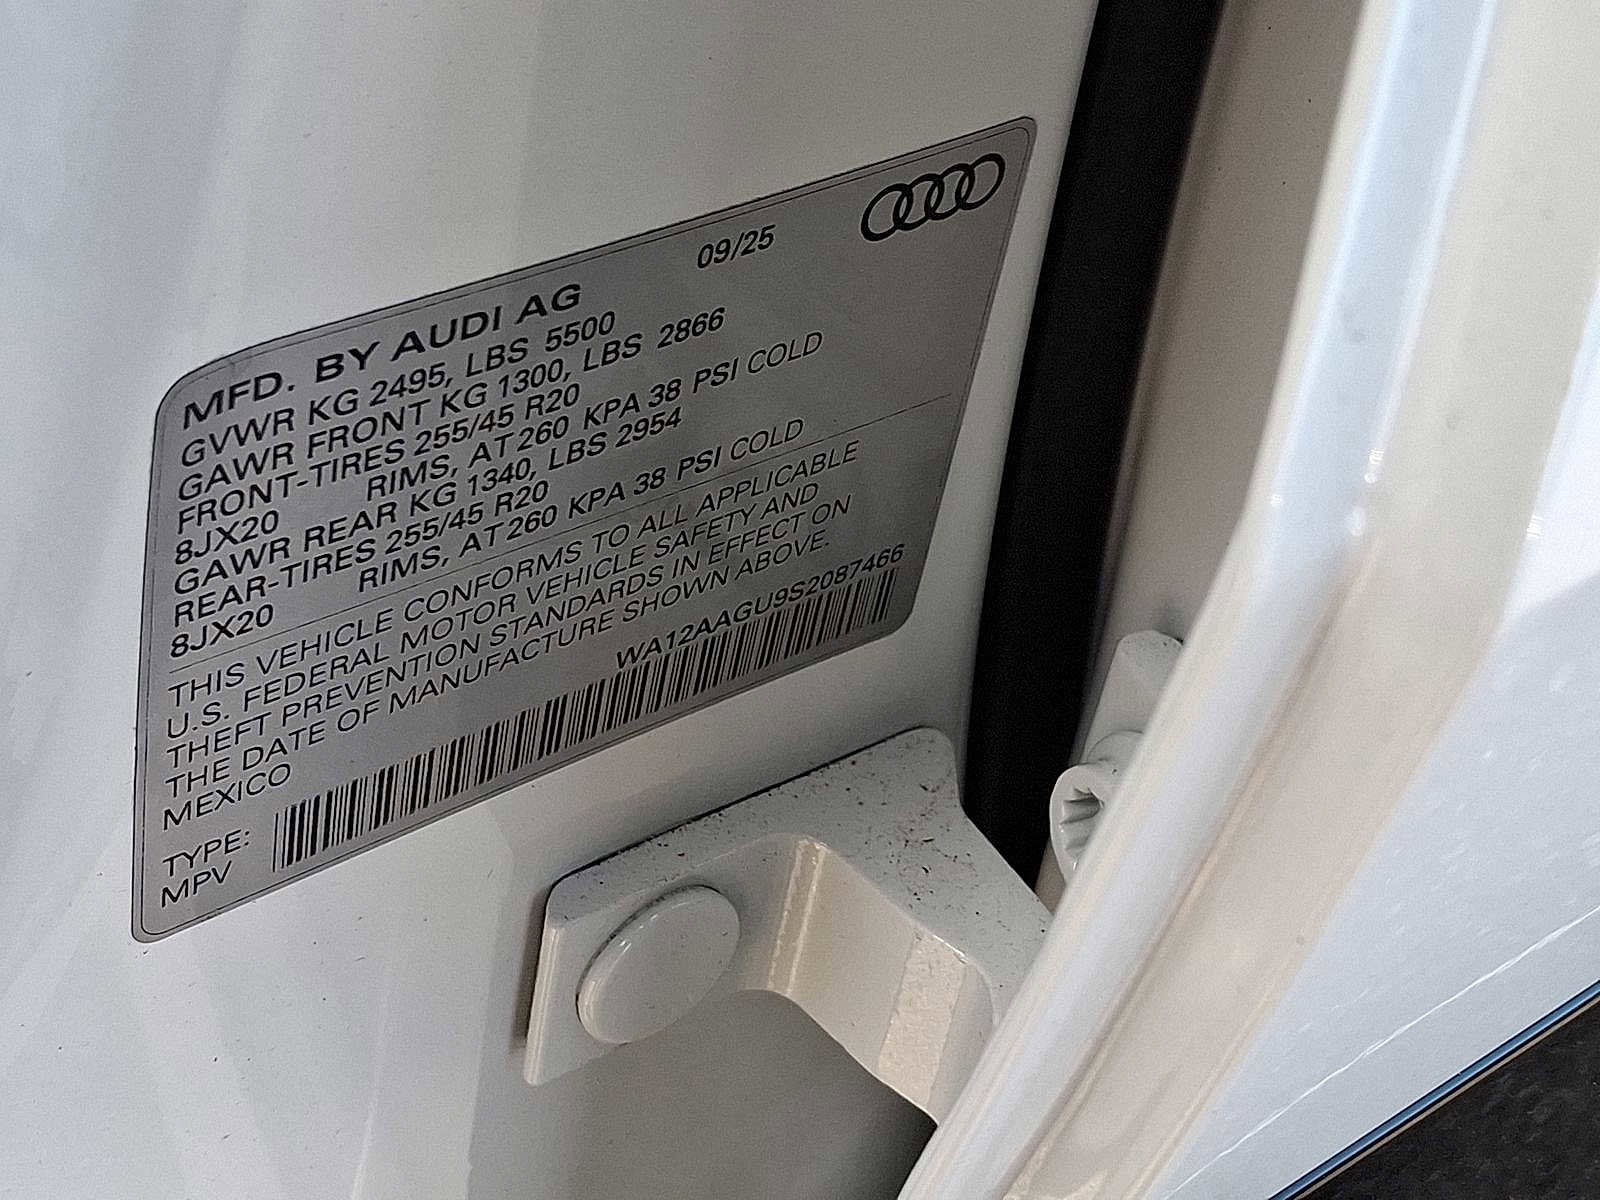 09/25
MFD. BY AUDI AG
GVWR KG 2495, LBS 5500
GAWR FRONT KG 1300, LBS 2866
FRONT-TIRES 255/45 R20
8JX20 RIMS, AT 260 KPA 38 PSI COLD
GAWR REAR KG 1340, LBS 2954
REAR-TIRES 255/45 R20
8JX20 RIMS, AT 260 KPA 38 PSI COLD
THIS VEHICLE CONFORMS TO ALL APPLICABLE
U.S. FEDERAL MOTOR VEHICLE SAFETY AND
THEFT PREVENTION STANDARDS IN EFFECT ON
THE DATE OF MANUFACTURE SHOWN ABOVE.
MEXICO
WA12AAGU9S2087466
TYPE:
MPV